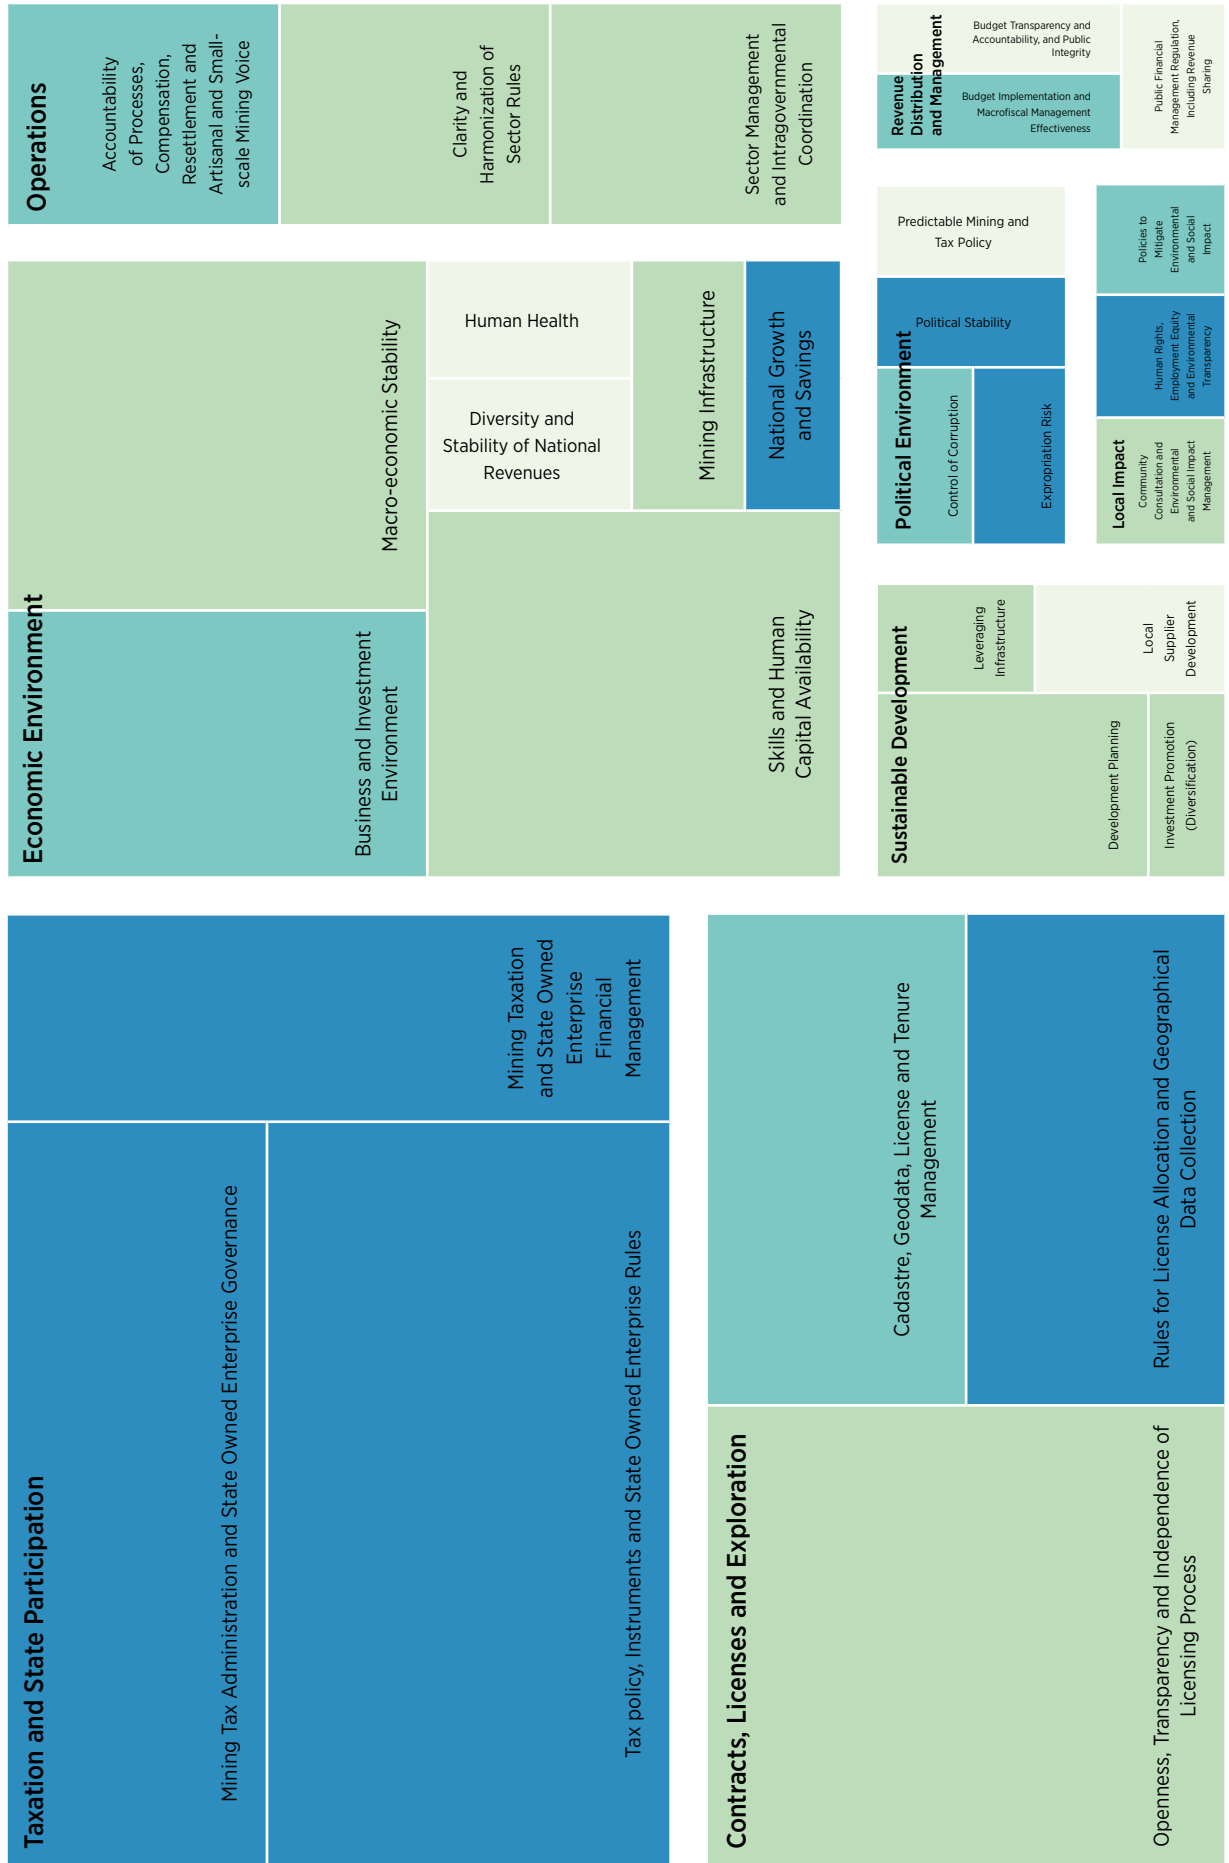 Operations
Accountability
of Processes,
Compensation,
Resettlement and
Artisanal and Small-
scale Mining Voice
Clarity and
Harmonization of
Sector Rules
Sector Management
and Intragovernmental
Coordination
Revenue
Distribution
and Management
Budget Transparency and
Accountability, and Public
Integrity
Budget Implementation and
Macrofiscal Management
Effectiveness
Public Financial
Management Regulation,
Including Revenue
Sharing
Economic Environment
Macro-economic Stability
Business and Investment
Environment
Human Health
Diversity and
Stability of National
Revenues
Mining Infrastructure
National Growth
and Savings
Skills and Human
Capital Availability
Political Environment
Predictable Mining and
Tax Policy
Political Stability
Control of Corruption
Expropriation Risk
Local Impact
Policies to
Mitigate
Environmental
and Social
Impact
Human Rights,
Employment Equity
and Environmental
Transparency
Community
Consultation and
Environmental
and Social Impact
Management
Sustainable Development
Leveraging
Infrastructure
Local
Supplier
Development
Development Planning
Investment Promotion
(Diversification)
Taxation and State Participation
Mining Taxation
and State Owned
Enterprise
Financial
Management
Mining Tax Administration and State Owned Enterprise Governance
Tax policy, Instruments and State Owned Enterprise Rules
Contracts, Licenses and Exploration
Cadastre, Geodata, License and Tenure
Management
Rules for License Allocation and Geographical
Data Collection
Openness, Transparency and Independence of
Licensing Process